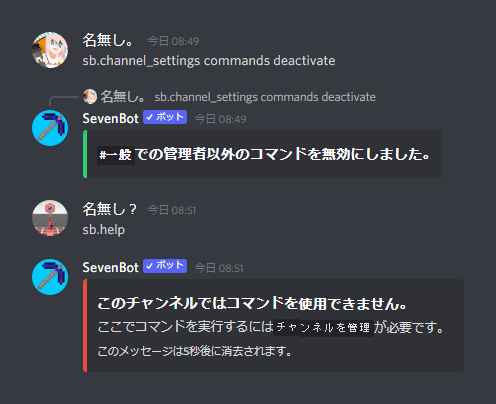 名無し。 今日 08:49
sb.channel_settings commands deactivate
名無し。 sb.channel_settings commands deactivate
SevenBot ✓ボット 今日 08:49
#一般での管理者以外のコマンドを無効にしました。
名無し？ 今日 08:51
sb.help
SevenBot ✓ボット 今日 08:51
このチャンネルではコマンドを使用できません。
ここでコマンドを実行するにはチャンネルを管理が必要です。
このメッセージは5秒後に消去されます。